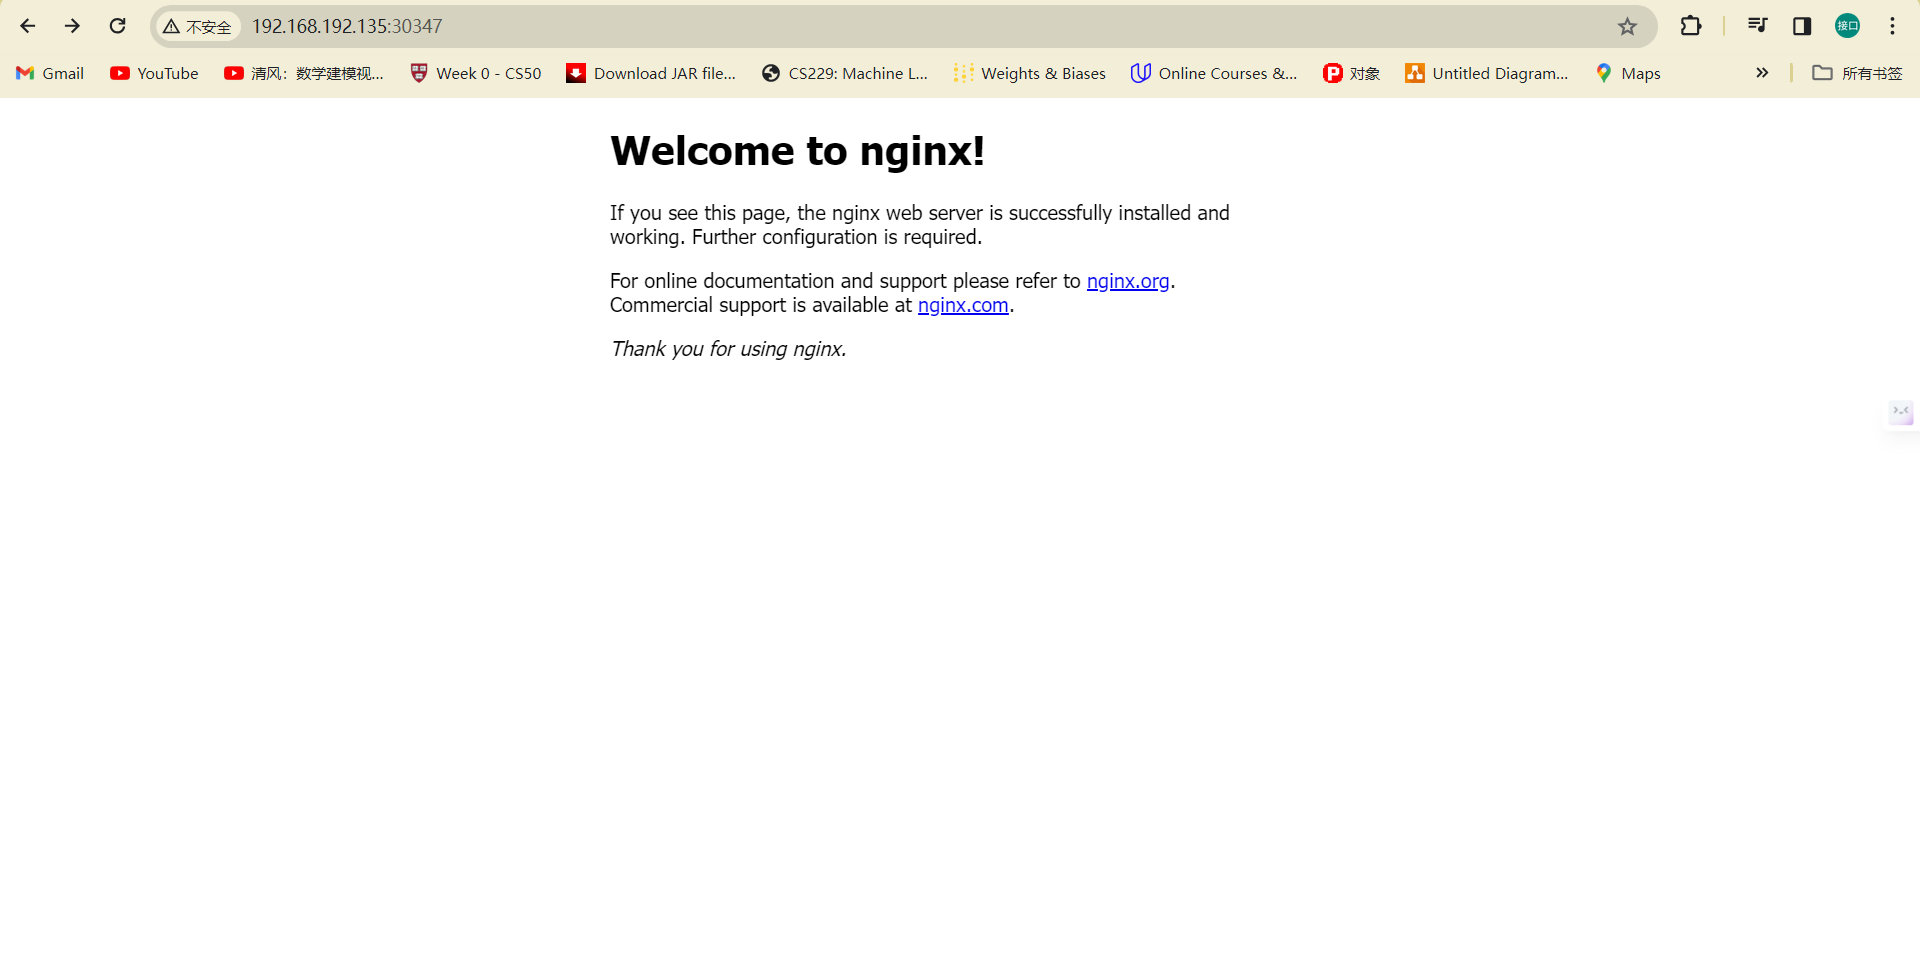 不安全 192.168.192.135:30347 接口
Gmail YouTube 清风：数学建模视... Week 0 - CS50 Download JAR file... CS229: Machine L... Weights & Biases Online Courses &... 对象 Untitled Diagram... Maps » 所有书签
Welcome to nginx!
If you see this page, the nginx web server is successfully installed and
working. Further configuration is required.
For online documentation and support please refer to nginx.org.
Commercial support is available at nginx.com.
Thank you for using nginx.